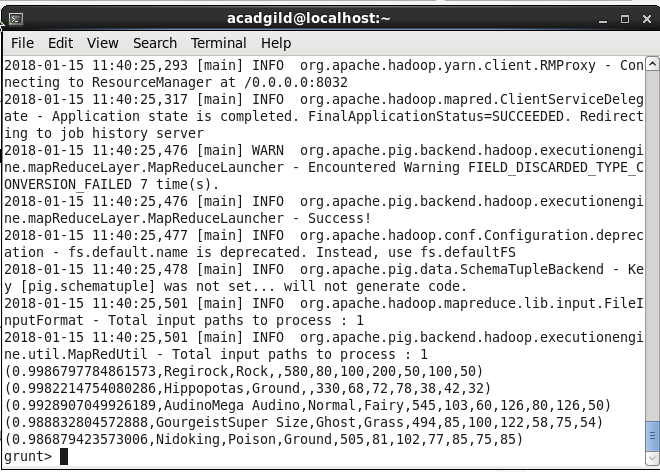 acadgild@localhost:~
File Edit View Search Terminal Help
2018-01-15 11:40:25,293 [main] INFO  org.apache.hadoop.yarn.client.RMProxy - Con
necting to ResourceManager at /0.0.0.0:8032
2018-01-15 11:40:25,317 [main] INFO  org.apache.hadoop.mapred.ClientServiceDeleg
ate - Application state is completed. FinalApplicationStatus=SUCCEEDED. Redirect
ing to job history server
2018-01-15 11:40:25,476 [main] WARN  org.apache.pig.backend.hadoop.executionengi
ne.mapReduceLayer.MapReduceLauncher - Encountered Warning FIELD_DISCARDED_TYPE_C
ONVERSION_FAILED 7 time(s).
2018-01-15 11:40:25,476 [main] INFO  org.apache.pig.backend.hadoop.executionengi
ne.mapReduceLayer.MapReduceLauncher - Success!
2018-01-15 11:40:25,477 [main] INFO  org.apache.hadoop.conf.Configuration.deprec
ation - fs.default.name is deprecated. Instead, use fs.defaultFS
2018-01-15 11:40:25,478 [main] INFO  org.apache.pig.data.SchemaTupleBackend - Ke
y [pig.schematuple] was not set... will not generate code.
2018-01-15 11:40:25,501 [main] INFO  org.apache.hadoop.mapreduce.lib.input.FileI
nputFormat - Total input paths to process : 1
2018-01-15 11:40:25,501 [main] INFO  org.apache.pig.backend.hadoop.executionengi
ne.util.MapRedUtil - Total input paths to process : 1
(0.9986797784861573,Regirock,Rock,,580,80,100,200,50,100,50)
(0.9982214754080286,Hippopotas,Ground,,330,68,72,78,38,42,32)
(0.9928907049926189,AudinoMega Audino,Normal,Fairy,545,103,60,126,80,126,50)
(0.9888328045728​88,GourgeistSuper Size,Ghost,Grass,494,85,100,122,58,75,54)
(0.986879423573006,Nidoking,Poison,Ground,505,81,102,77,85,75,85)
grunt>